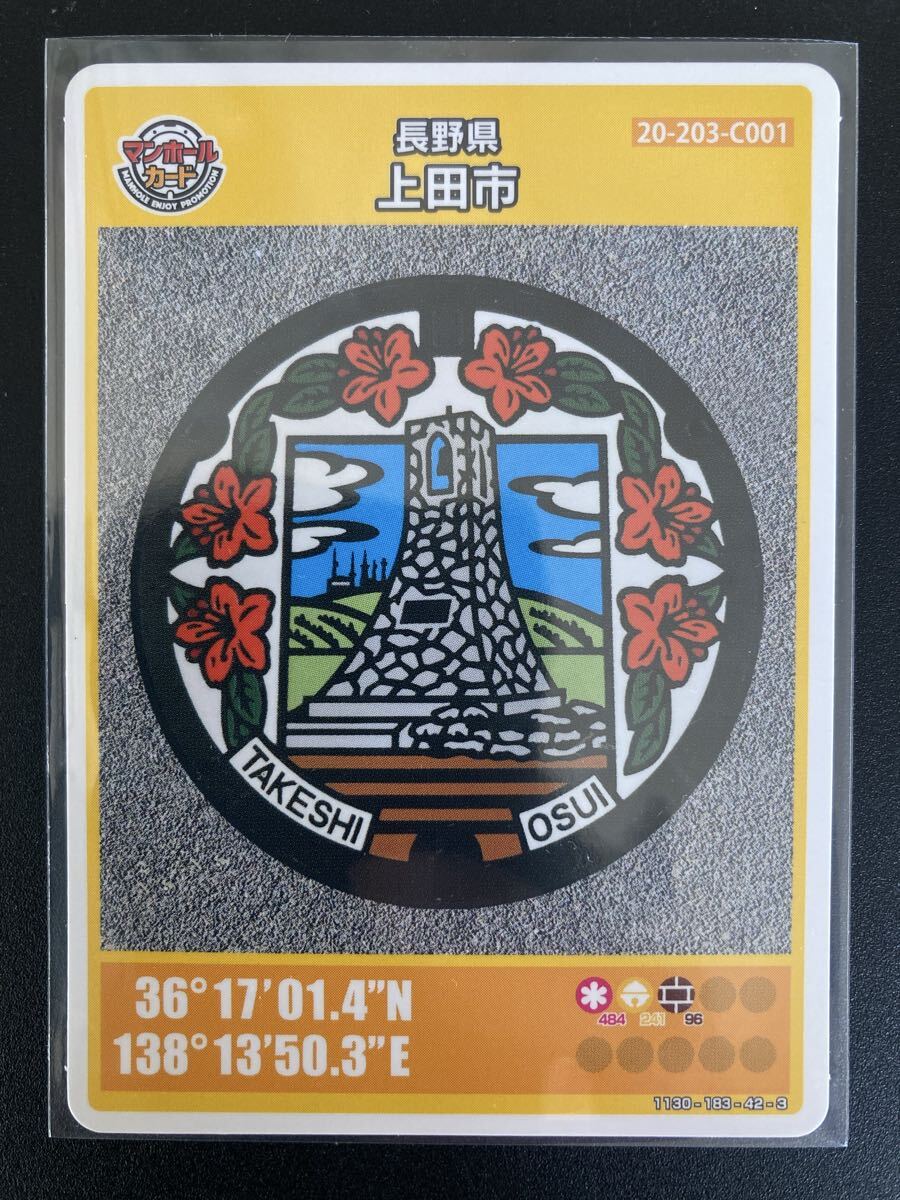 マンホール
カード
MANHOLE ENJOY PROMOTION
長野県
上田市
20-203-C001
TAKESHI
OSUI
36°17'01.4"N
138°13'50.3"E
484 241 96
1130-183-42-3